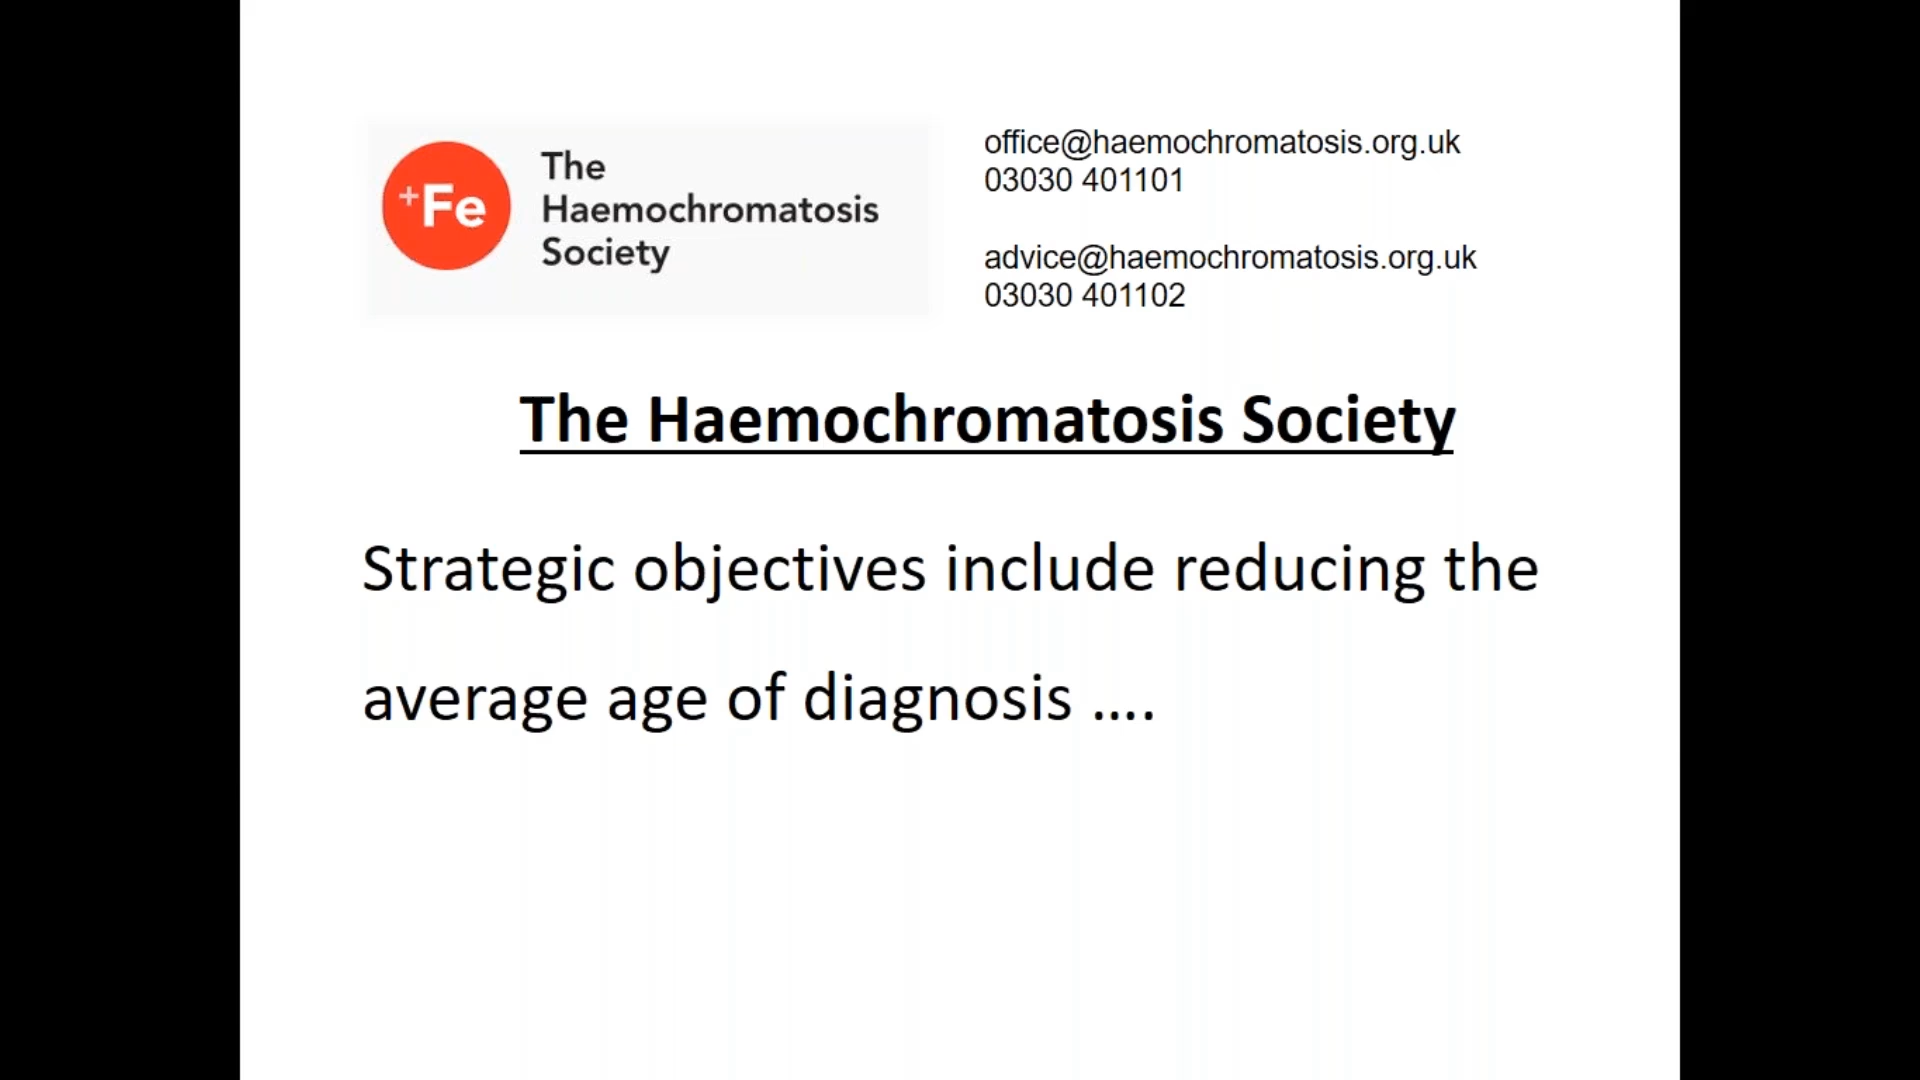 +Fe
The
Haemochromatosis
Society
office@haemochromatosis.org.uk
03030 401101
advice@haemochromatosis.org.uk
03030 401102
The Haemochromatosis Society
Strategic objectives include reducing the
average age of diagnosis ....